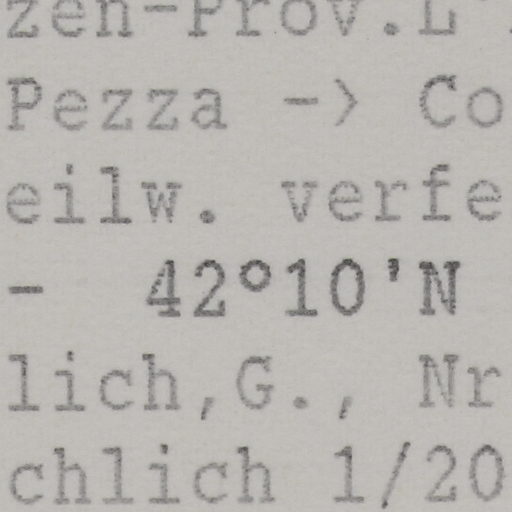 zen-Prov.L'
Pezza -> Co
eilw. verfe
- 42°10'N
lich,G., Nr
chlich 1/20